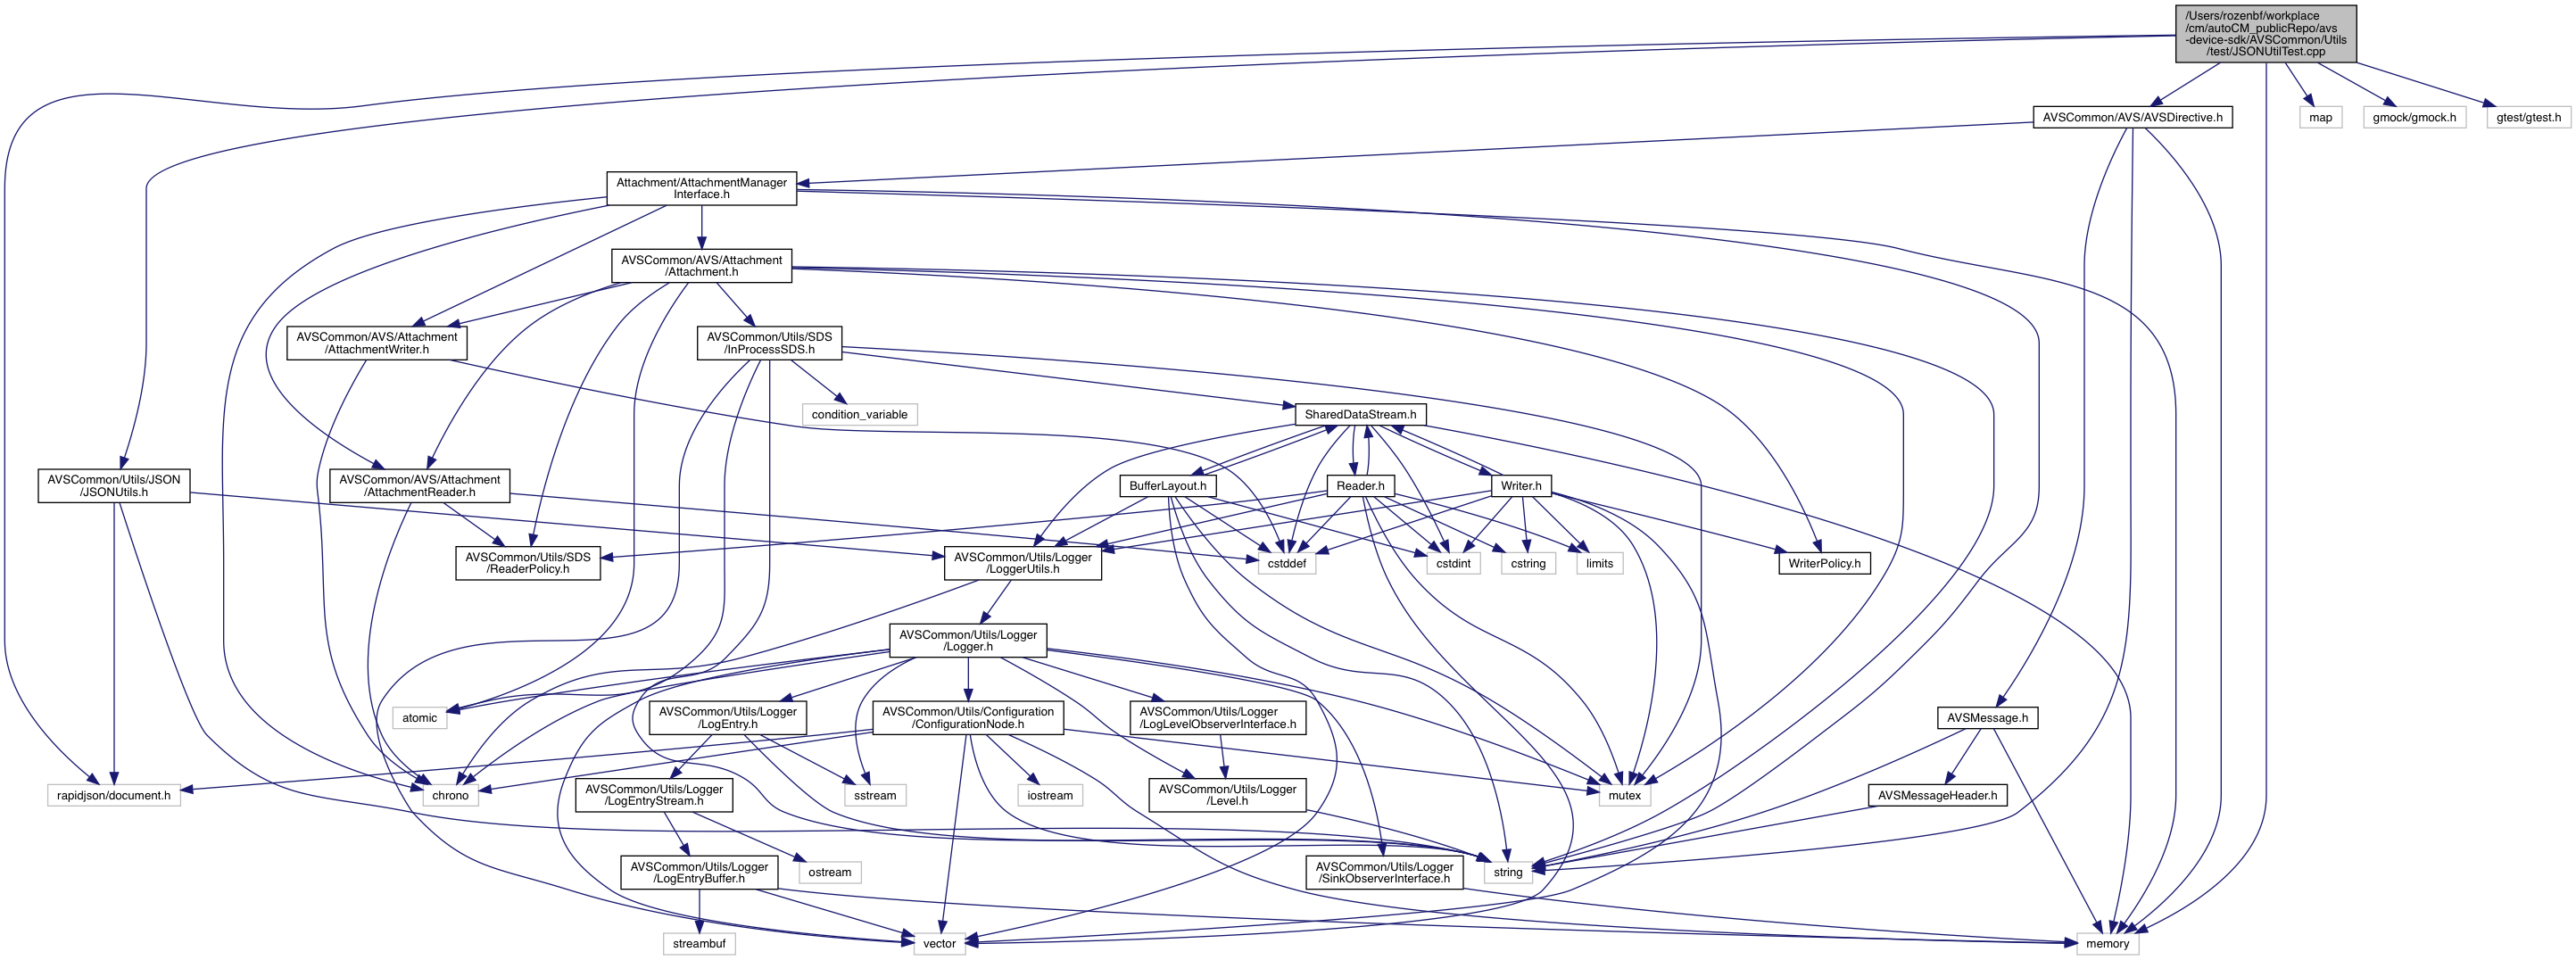 /Users/rozenbf/workplace
/cm/autoCM_publicRepo/avs
-device-sdk/AVSCommon/Utils
/test/JSONUtilTest.cpp
AVSCommon/AVS/AVSDirective.h
map
gmock/gmock.h
gtest/gtest.h
Attachment/AttachmentManager
Interface.h
AVSCommon/AVS/Attachment
/Attachment.h
AVSCommon/AVS/Attachment
/AttachmentWriter.h
AVSCommon/Utils/SDS
/InProcessSDS.h
condition_variable
SharedDataStream.h
AVSCommon/Utils/JSON
/JSONUtils.h
AVSCommon/AVS/Attachment
/AttachmentReader.h
BufferLayout.h
Reader.h
Writer.h
AVSCommon/Utils/SDS
/ReaderPolicy.h
AVSCommon/Utils/Logger
/LoggerUtils.h
cstddef
cstdint
cstring
limits
WriterPolicy.h
AVSCommon/Utils/Logger
/Logger.h
atomic
AVSCommon/Utils/Logger
/LogEntry.h
AVSCommon/Utils/Configuration
/ConfigurationNode.h
AVSCommon/Utils/Logger
/LogLevelObserverInterface.h
AVSMessage.h
rapidjson/document.h
chrono
AVSCommon/Utils/Logger
/LogEntryStream.h
sstream
iostream
AVSCommon/Utils/Logger
/Level.h
mutex
AVSMessageHeader.h
AVSCommon/Utils/Logger
/LogEntryBuffer.h
ostream
AVSCommon/Utils/Logger
/SinkObserverInterface.h
string
streambuf
vector
memory